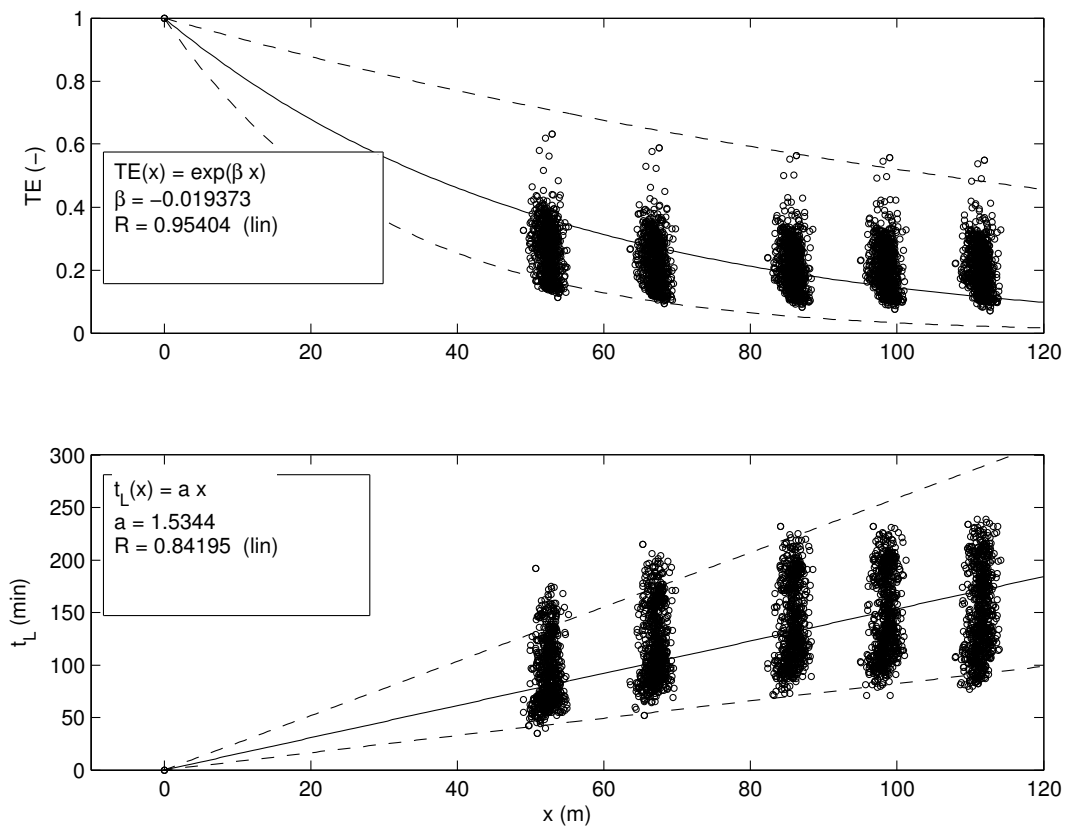 1
0.8
0.6
0.4
0.2
0
TE (−)
TE(x) = exp(β x)
β = −0.019373
R = 0.95404 (lin)
0 20 40 60 80 100 120
300
250
200
150
100
50
0
t_L (min)
t_L(x) = a x
a = 1.5344
R = 0.84195 (lin)
0 20 40 60 80 100 120
x (m)